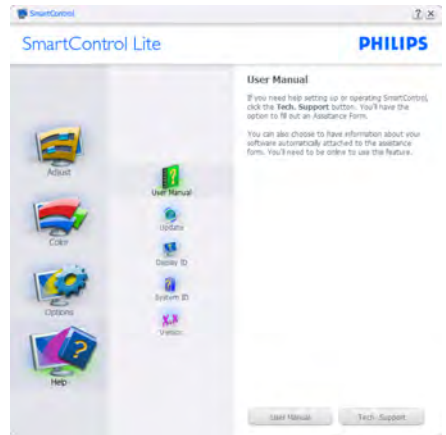 SmartControl
? x
SmartControl Lite
PHILIPS
User Manual
If you need help setting up or operating SmartControl,
click the Tech. Support button. You'll have the
option to fill out an Assistance Form.
You can also choose to have information about your
software automatically attached to the assistance
form. You'll need to be online to use this feature.
Adjust
Color
Options
Help
User Manual
Update
Display ID
System ID
Version
User Manual
Tech. Support